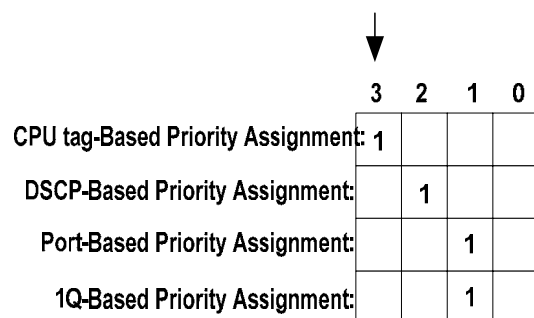 3 2 1 0
CPU tag-Based Priority Assignment: 1
DSCP-Based Priority Assignment: 1
Port-Based Priority Assignment: 1
1Q-Based Priority Assignment: 1